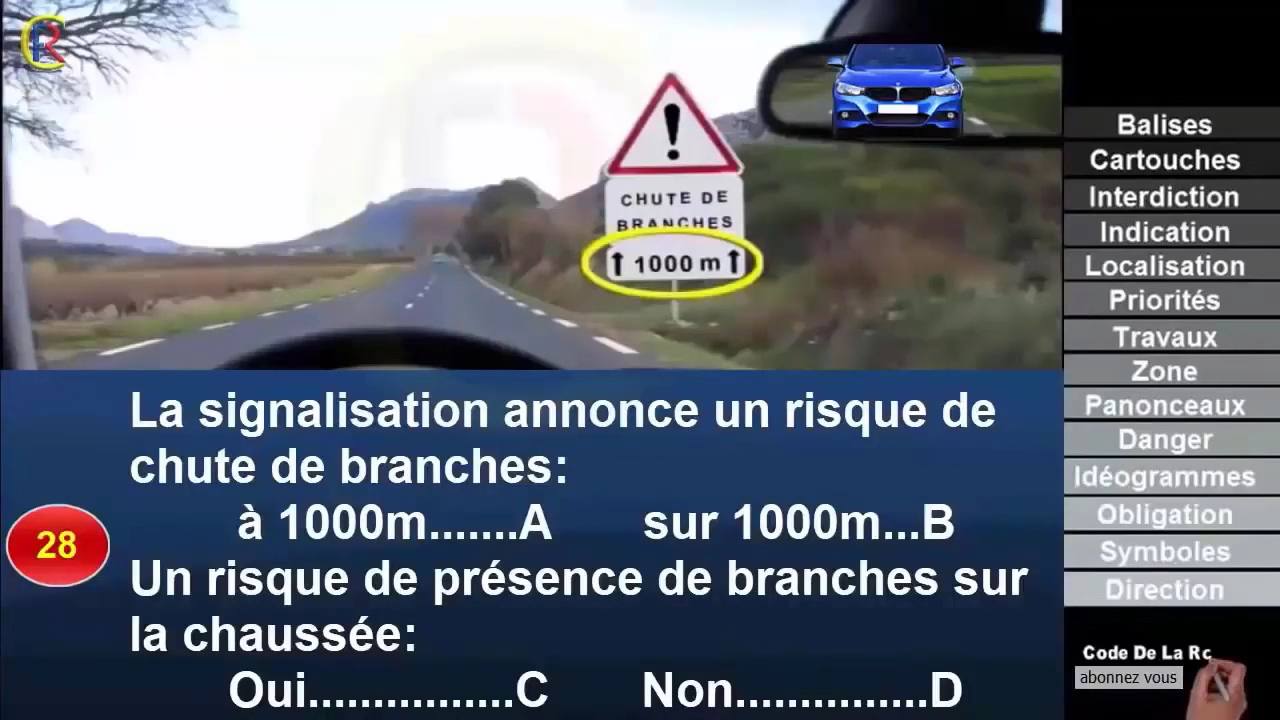 CHUTE DE
BRANCHES
1000 m
La signalisation annonce un risque de
chute de branches:
à 1000m.......A sur 1000m...B
28
Un risque de présence de branches sur
la chaussée:
Oui................C Non...............D
Balises
Cartouches
Interdiction
Indication
Localisation
Priorités
Travaux
Zone
Panonceaux
Danger
Idéogrammes
Obligation
Symboles
Direction
Code De La Rc
abonnez vous